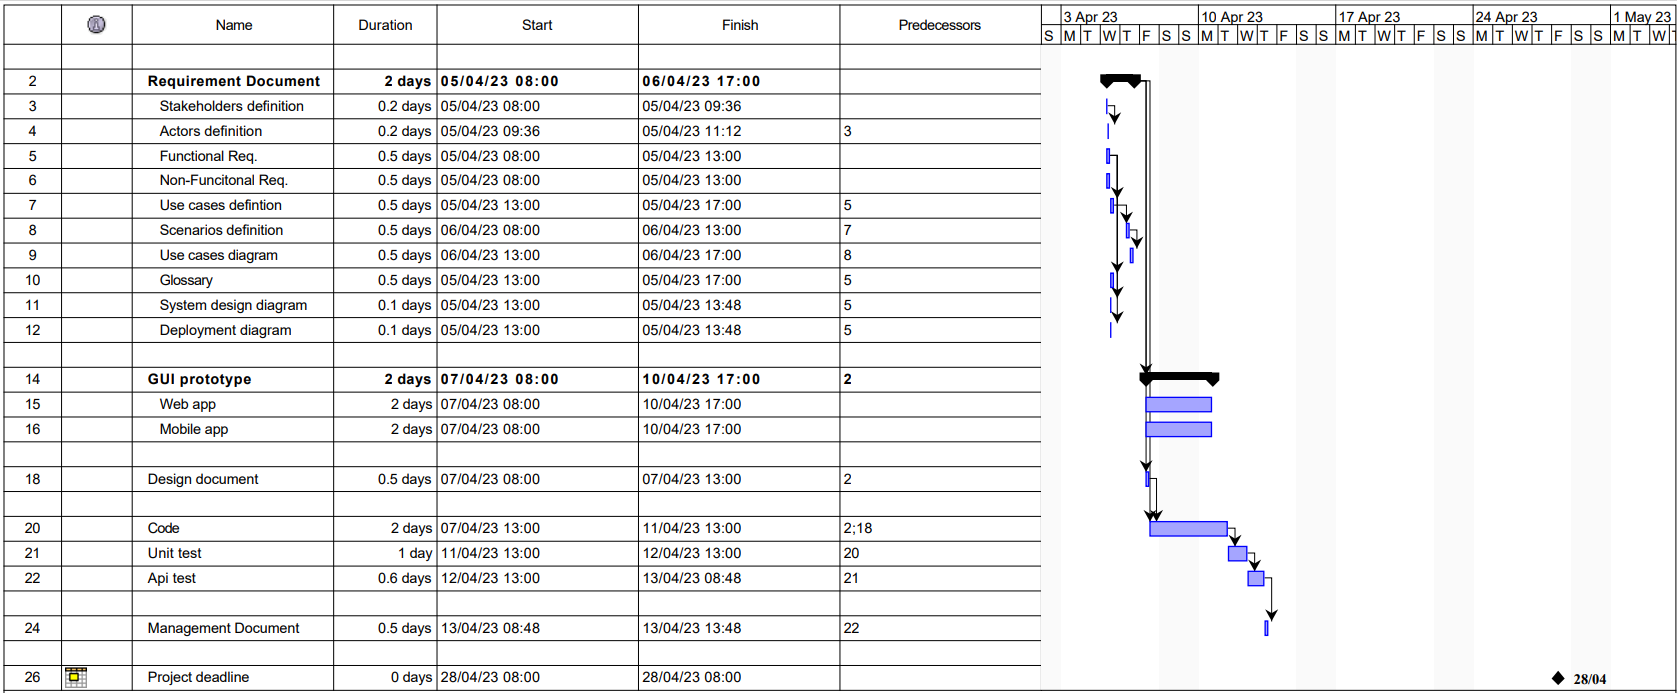 Name Duration Start Finish Predecessors
3 Apr 23 10 Apr 23 17 Apr 23 24 Apr 23 1 May 23
S M T W T F S S M T W T F S S M T W T F S S M T W T F S S M T W T
2 Requirement Document 2 days 05/04/23 08:00 06/04/23 17:00
3 Stakeholders definition 0.2 days 05/04/23 08:00 05/04/23 09:36
4 Actors definition 0.2 days 05/04/23 09:36 05/04/23 11:12 3
5 Functional Req. 0.5 days 05/04/23 08:00 05/04/23 13:00
6 Non-Funcitonal Req. 0.5 days 05/04/23 08:00 05/04/23 13:00
7 Use cases defintion 0.5 days 05/04/23 13:00 05/04/23 17:00 5
8 Scenarios definition 0.5 days 06/04/23 08:00 06/04/23 13:00 7
9 Use cases diagram 0.5 days 06/04/23 13:00 06/04/23 17:00 8
10 Glossary 0.5 days 05/04/23 13:00 05/04/23 17:00 5
11 System design diagram 0.1 days 05/04/23 13:00 05/04/23 13:48 5
12 Deployment diagram 0.1 days 05/04/23 13:00 05/04/23 13:48 5
14 GUI prototype 2 days 07/04/23 08:00 10/04/23 17:00 2
15 Web app 2 days 07/04/23 08:00 10/04/23 17:00
16 Mobile app 2 days 07/04/23 08:00 10/04/23 17:00
18 Design document 0.5 days 07/04/23 08:00 07/04/23 13:00 2
20 Code 2 days 07/04/23 13:00 11/04/23 13:00 2;18
21 Unit test 1 day 11/04/23 13:00 12/04/23 13:00 20
22 Api test 0.6 days 12/04/23 13:00 13/04/23 08:48 21
24 Management Document 0.5 days 13/04/23 08:48 13/04/23 13:48 22
26 Project deadline 0 days 28/04/23 08:00 28/04/23 08:00 28/04